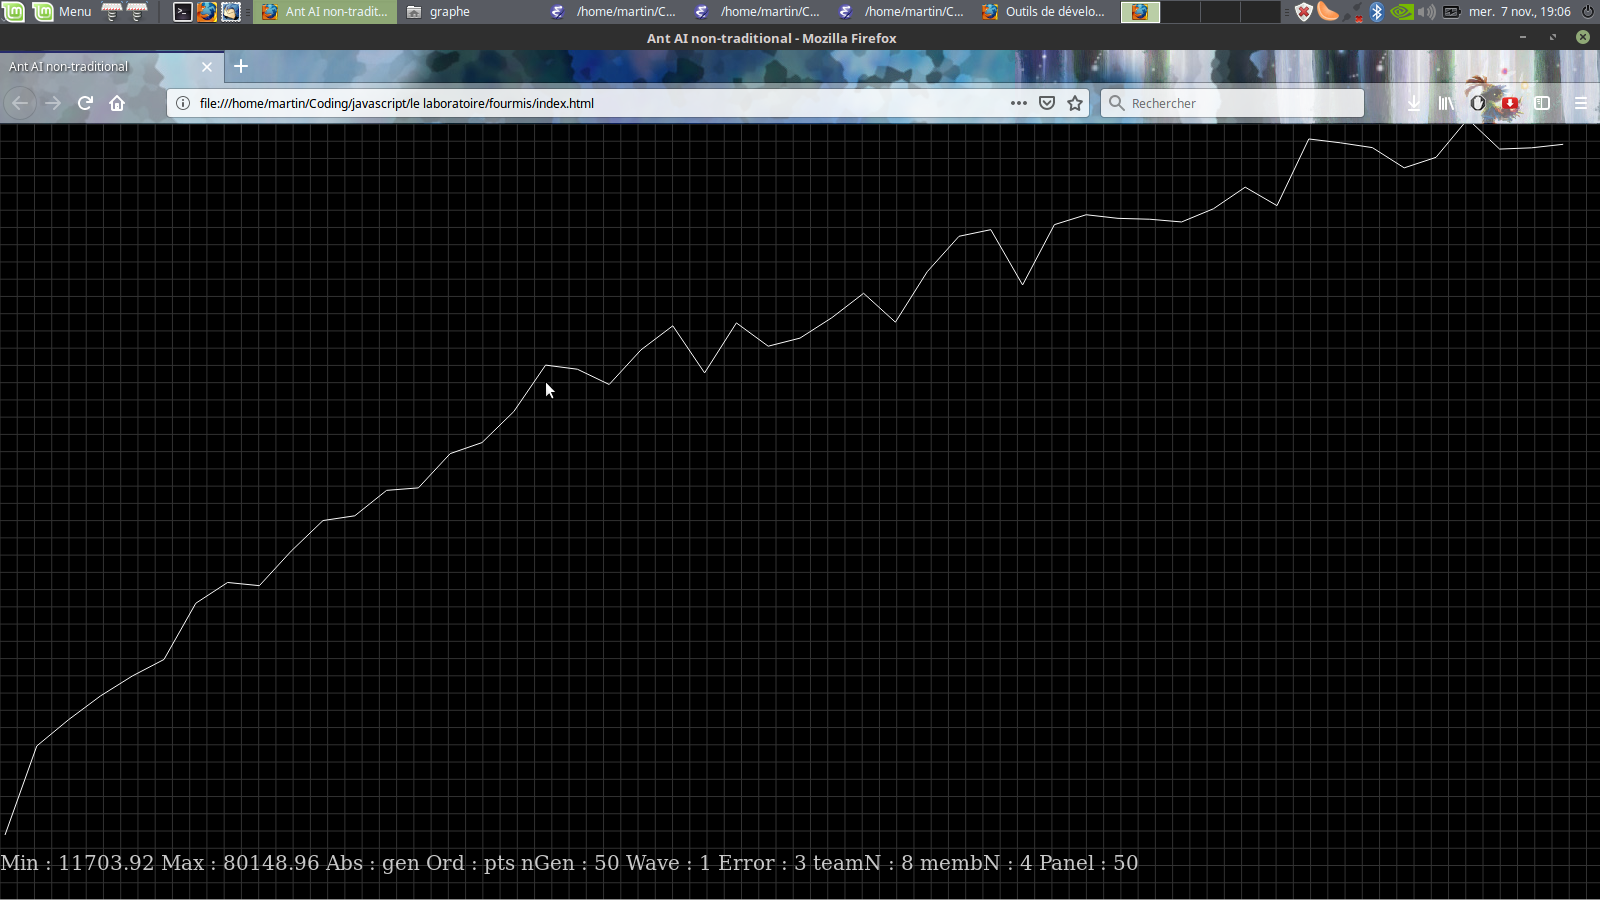 Menu
Ant AI non-tradit...
graphe
/home/martin/C...
/home/martin/C...
/home/martin/C...
Outils de dévelo...
mer. 7 nov., 19:06
Ant AI non-traditional - Mozilla Firefox
Ant AI non-traditional
file:///home/martin/Coding/javascript/le laboratoire/fourmis/index.html
Rechercher
Min : 11703.92 Max : 80148.96 Abs : gen Ord : pts nGen : 50 Wave : 1 Error : 3 teamN : 8 membN : 4 Panel : 50